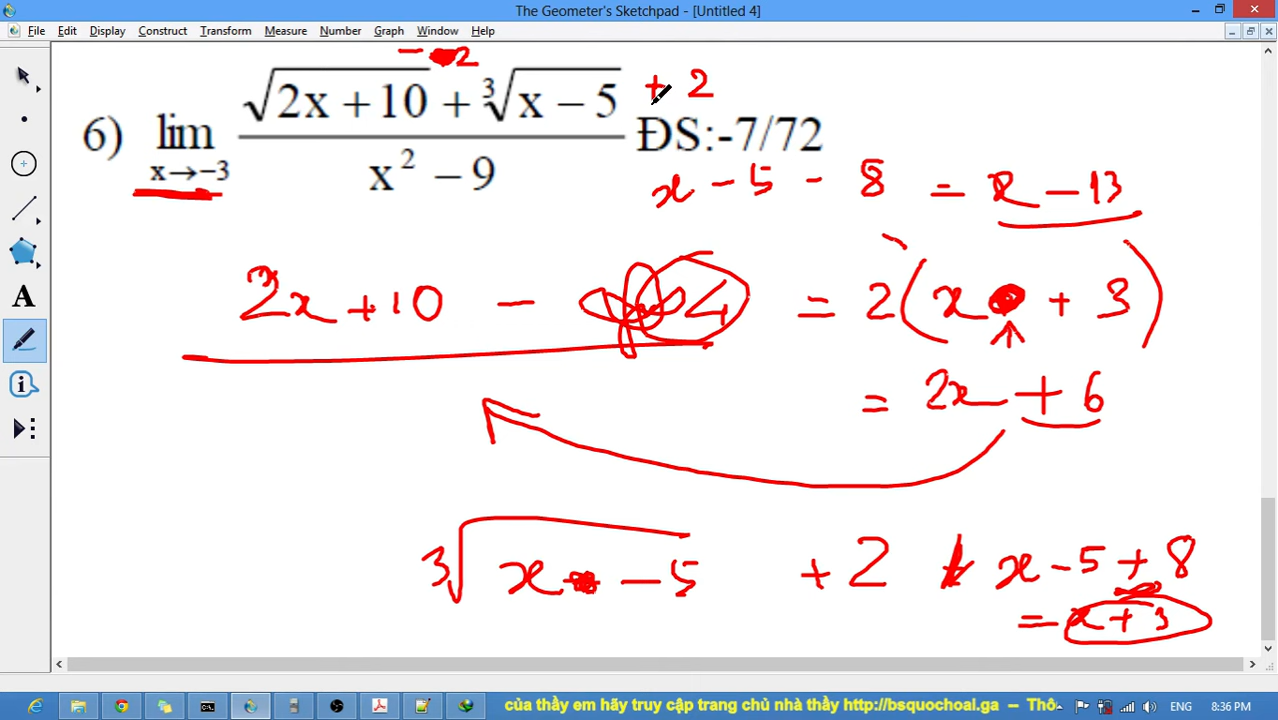 The Geometer's Sketchpad - [Untitled 4]
File Edit Display Construct Transform Measure Number Graph Window Help
- 2
6) lim x→-3 √2x + 10 + ³√x − 5 + 2
x² − 9
ĐS:-7/72
x - 5 - 8 = x - 13
2x + 10 - 4 = 2(x + 3)
= 2x + 6
³√x - 5 + 2 x - 5 + 8
= x + 3
của thầy em hãy truy cập trang chủ nhà thầy http://bsquochoai.ga – Thô
ENG 8:36 PM